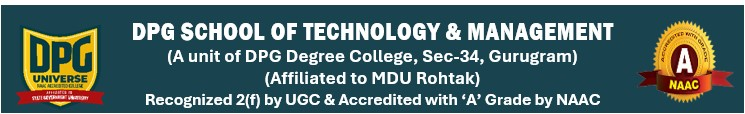 DPG
UNIVERSE
NAAC ACCREDITED COLLEGE
AFFILIATED TO
STATE GOVERNMENT UNIVERSITY
DPG SCHOOL OF TECHNOLOGY & MANAGEMENT
(A unit of DPG Degree College, Sec-34, Gurugram)
(Affiliated to MDU Rohtak)
Recognized 2(f) by UGC & Accredited with ‘A’ Grade by NAAC
ACCREDITED WITH GRADE
A
NAAC